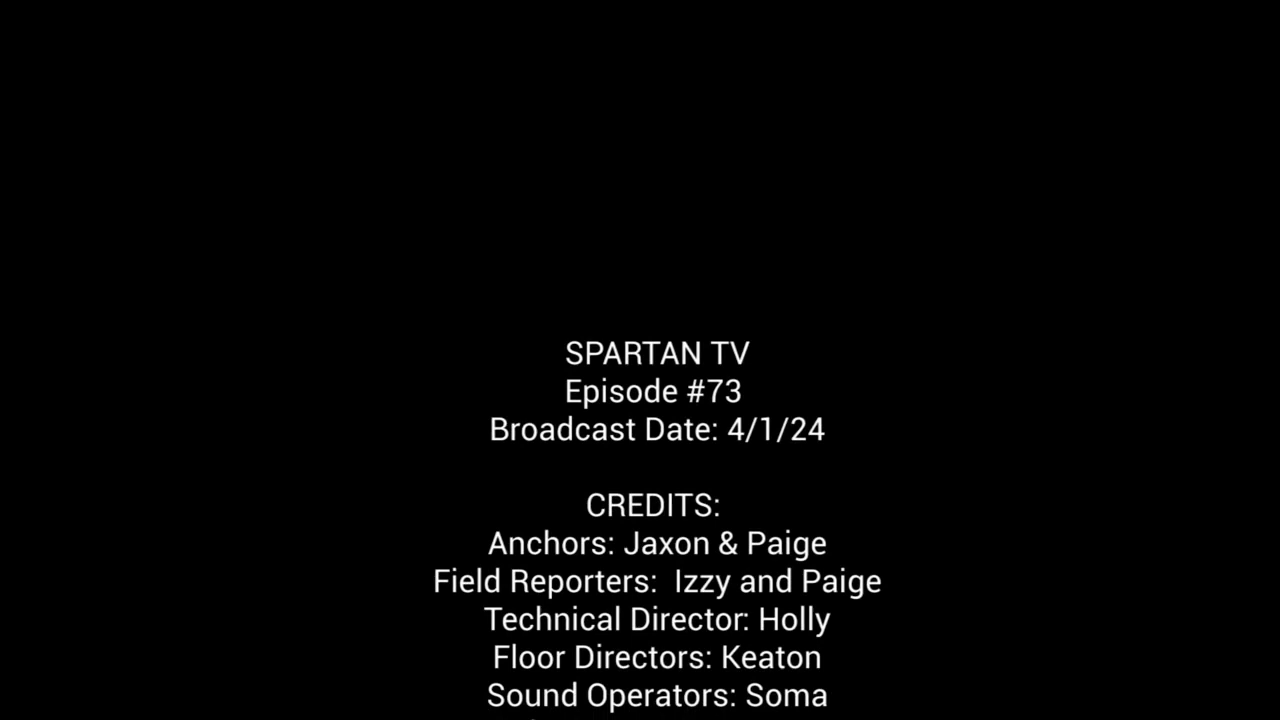 SPARTAN TV
Episode #73
Broadcast Date: 4/1/24
CREDITS:
Anchors: Jaxon & Paige
Field Reporters:  Izzy and Paige
Technical Director: Holly
Floor Directors: Keaton
Sound Operators: Soma